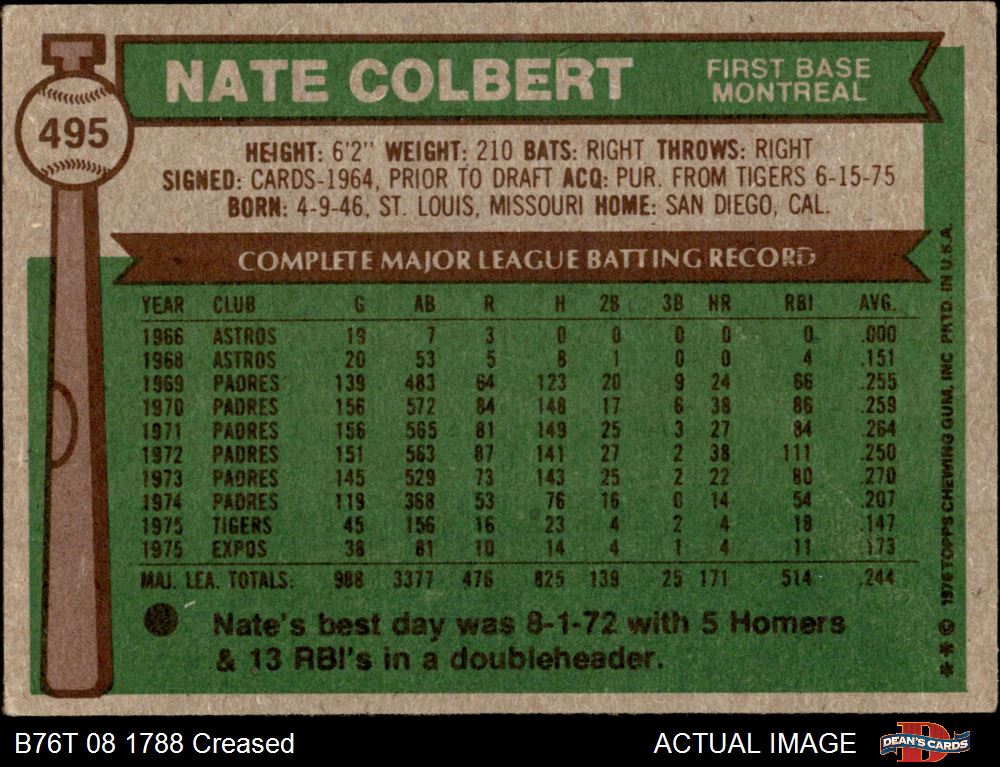 495
NATE COLBERT
FIRST BASE
MONTREAL
HEIGHT: 6'2" WEIGHT: 210 BATS: RIGHT THROWS: RIGHT
SIGNED: CARDS-1964, PRIOR TO DRAFT ACQ: PUR. FROM TIGERS 6-15-75
BORN: 4-9-46, ST. LOUIS, MISSOURI HOME: SAN DIEGO, CAL.
COMPLETE MAJOR LEAGUE BATTING RECORD
YEAR CLUB G AB R H 2B 3B HR RBI AVG.
1966 ASTROS 19 7 3 0 0 0 0 0 .000
1968 ASTROS 20 53 5 8 1 0 0 4 .151
1969 PADRES 139 483 64 123 20 9 24 66 .255
1970 PADRES 156 572 84 148 17 6 38 86 .259
1971 PADRES 156 565 81 149 25 3 27 84 .264
1972 PADRES 151 563 87 141 27 2 38 111 .250
1973 PADRES 145 529 73 143 25 2 22 80 .270
1974 PADRES 119 368 53 76 16 0 14 54 .207
1975 TIGERS 45 156 16 23 4 2 4 18 .147
1975 EXPOS 38 81 10 14 4 1 4 11 .173
MAJ. LEA. TOTALS: 988 3377 476 825 139 25 171 514 .244
Nate's best day was 8-1-72 with 5 Homers
& 13 RBI's in a doubleheader.
* * © 1976 TOPPS CHEWING GUM, INC PRTD. IN U.S.A.
B76T 08 1788 Creased
ACTUAL IMAGE
DEAN'S CARDS